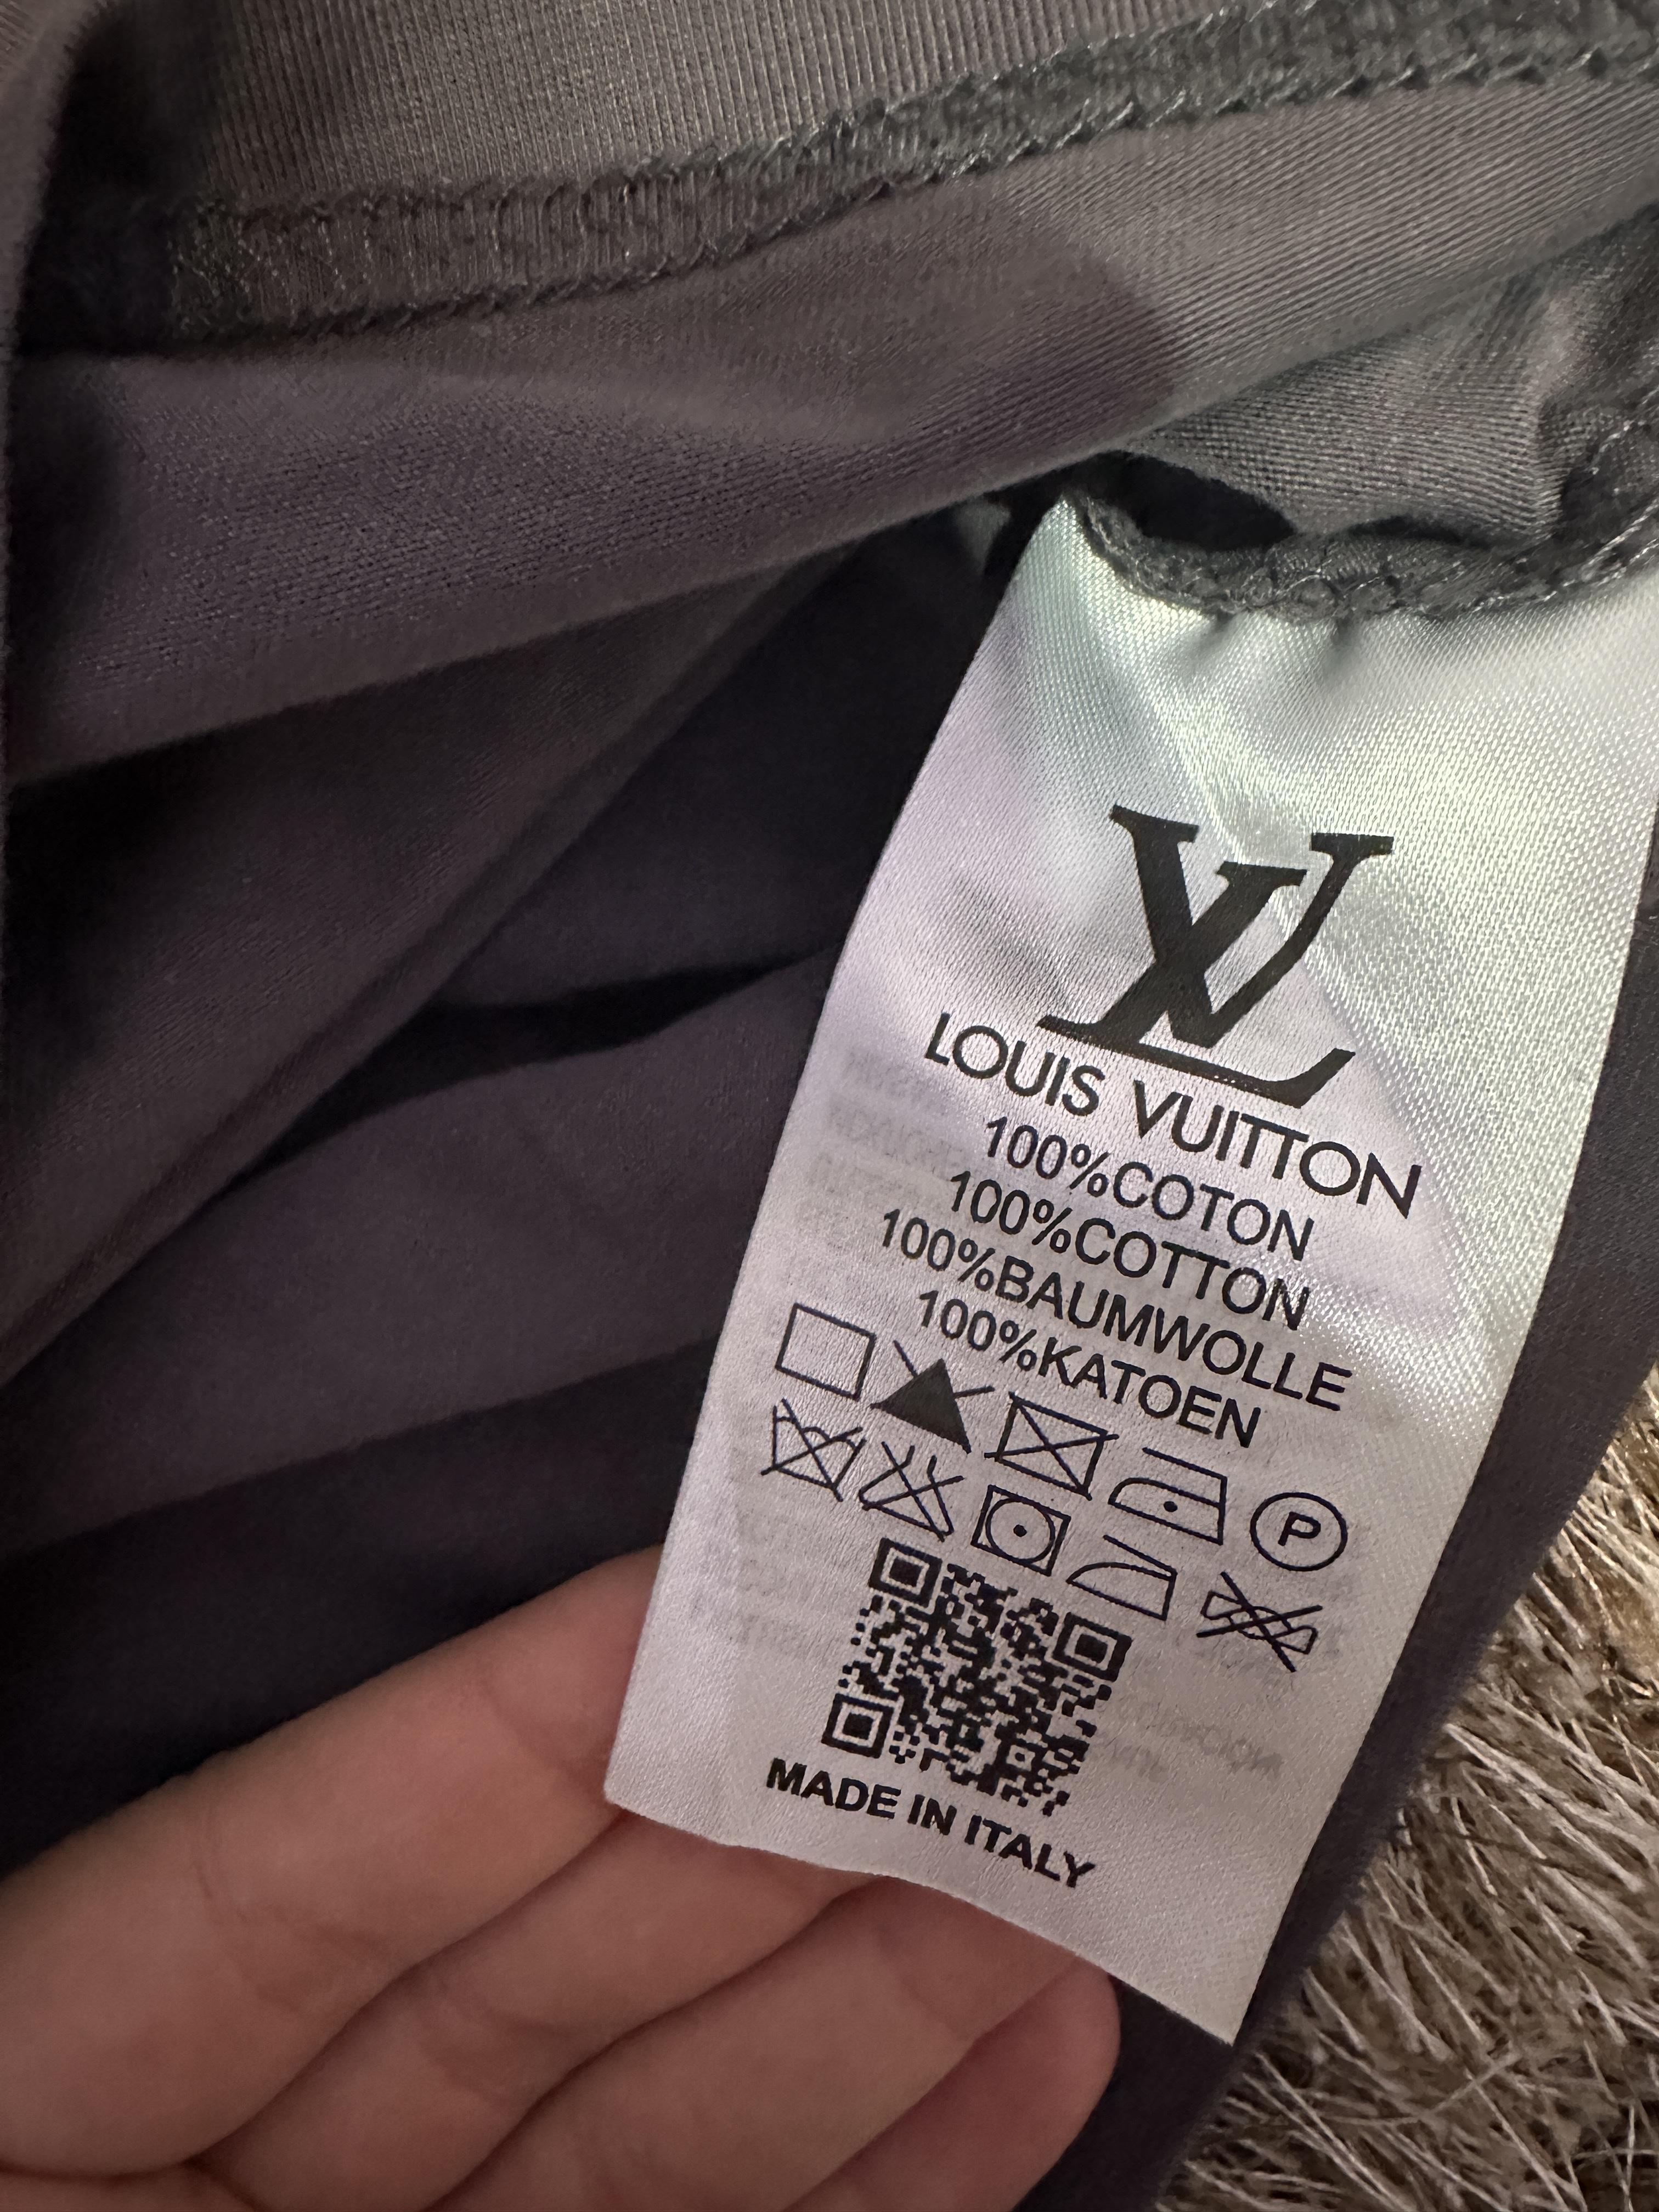 LV
LOUIS VUITTON
100%COTON
100%COTTON
100%BAUMWOLLE
100%KATOEN
P
MADE IN ITALY